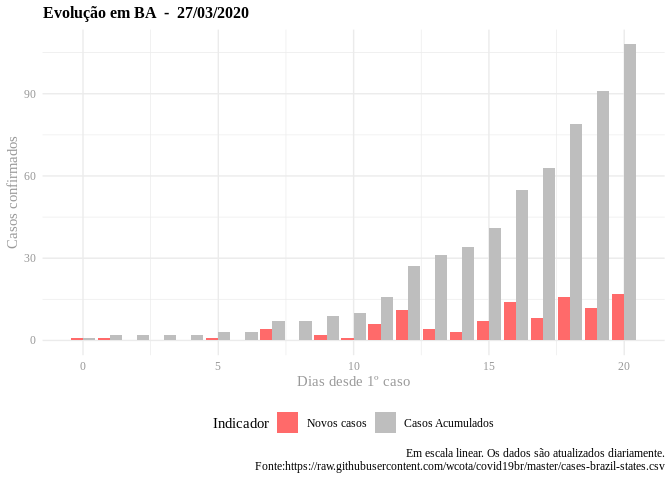 Evolução em BA - 27/03/2020
Casos confirmados
90
60
30
0
0 5 10 15 20
Dias desde 1º caso
Indicador Novos casos Casos Acumulados
Em escala linear. Os dados são atualizados diariamente.
Fonte:https://raw.githubusercontent.com/wcota/covid19br/master/cases-brazil-states.csv